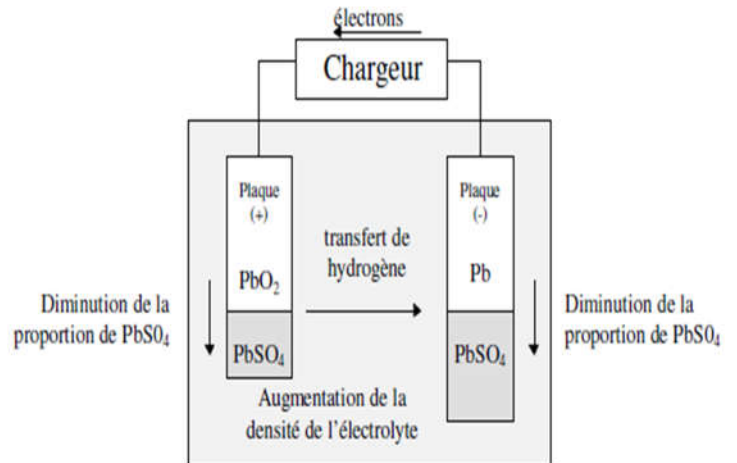 électrons
Chargeur
Plaque
(+)
PbO₂
PbSO₄
transfert de
hydrogène
Plaque
(-)
Pb
PbSO₄
Diminution de la
proportion de PbS0₄
Diminution de la
proportion de PbS0₄
Augmentation de la
densité de l'électrolyte